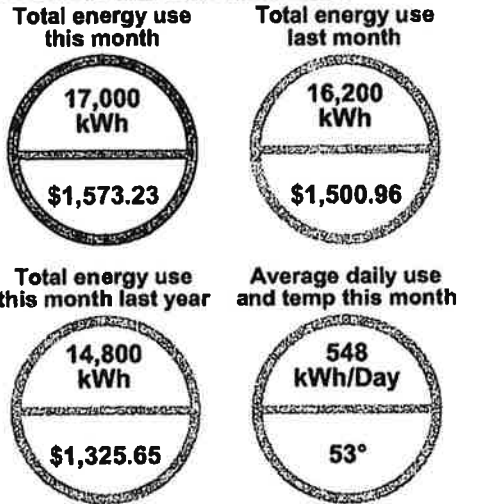 Total energy use
this month
17,000
kWh
$1,573.23
Total energy use
last month
16,200
kWh
$1,500.96
Total energy use
this month last year
14,800
kWh
$1,325.65
Average daily use
and temp this month
548
kWh/Day
53°